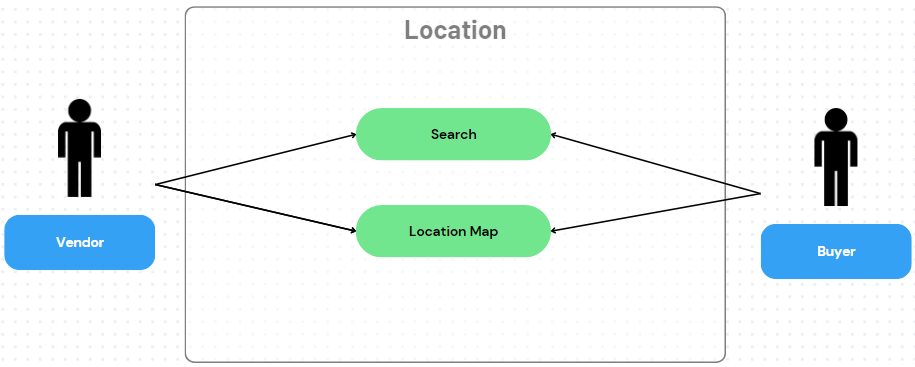 Location
Search
Location Map
Vendor
Buyer